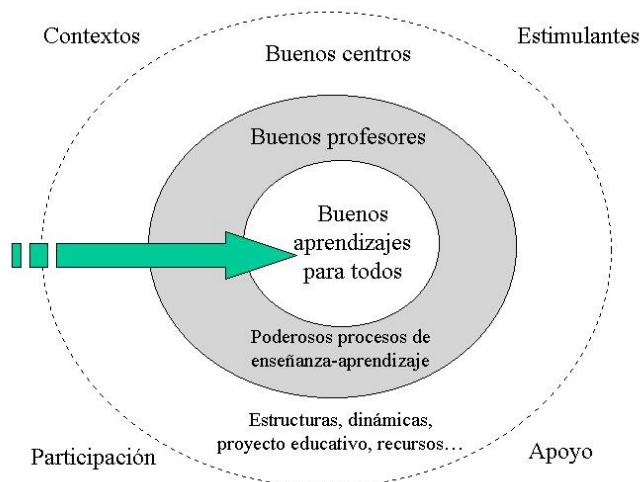 Contextos
Estimulantes
Buenos centros
Buenos profesores
Buenos
aprendizajes
para todos
Poderosos procesos de
enseñanza-aprendizaje
Estructuras, dinámicas,
proyecto educativo, recursos…
Participación
Apoyo